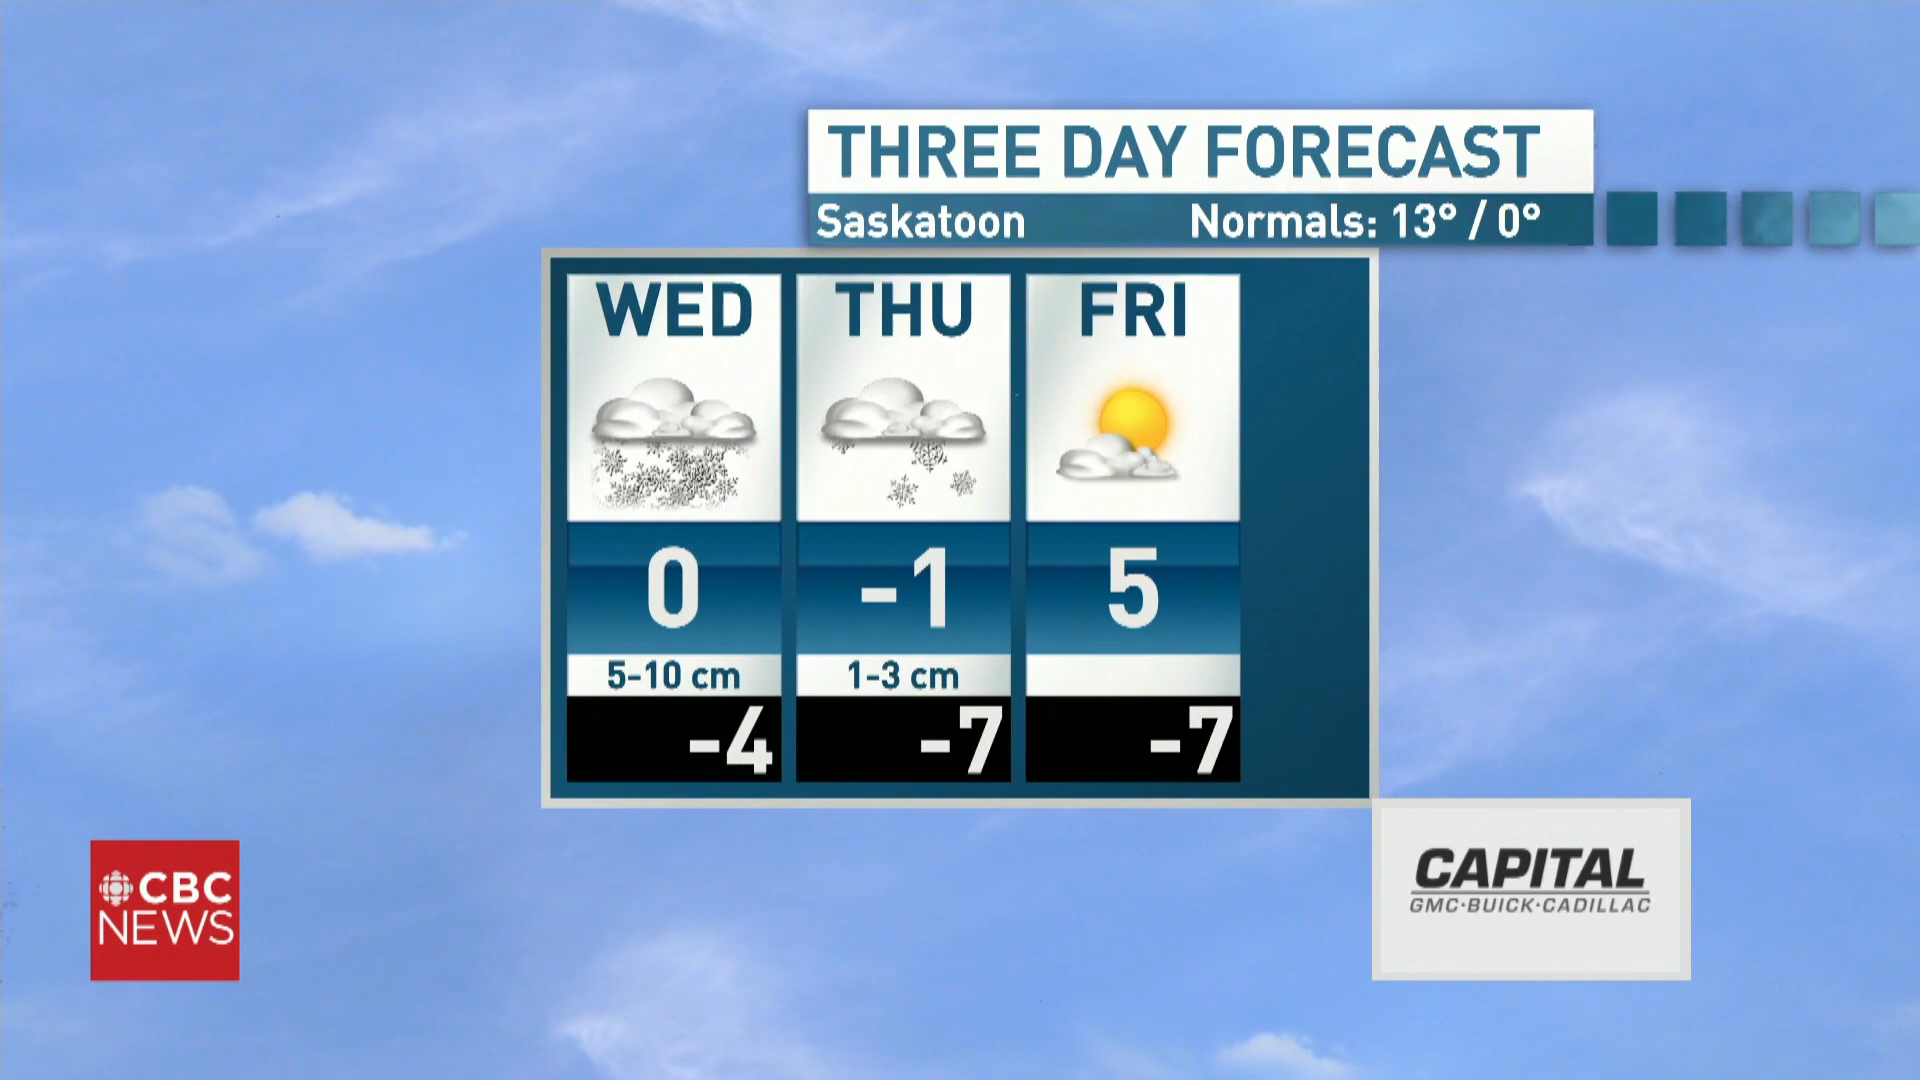 THREE DAY FORECAST
Saskatoon Normals: 13° / 0°
WED THU FRI
0 -1 5
5-10 cm 1-3 cm
-4 -7 -7
CBC
NEWS
CAPITAL
GMC·BUICK·CADILLAC